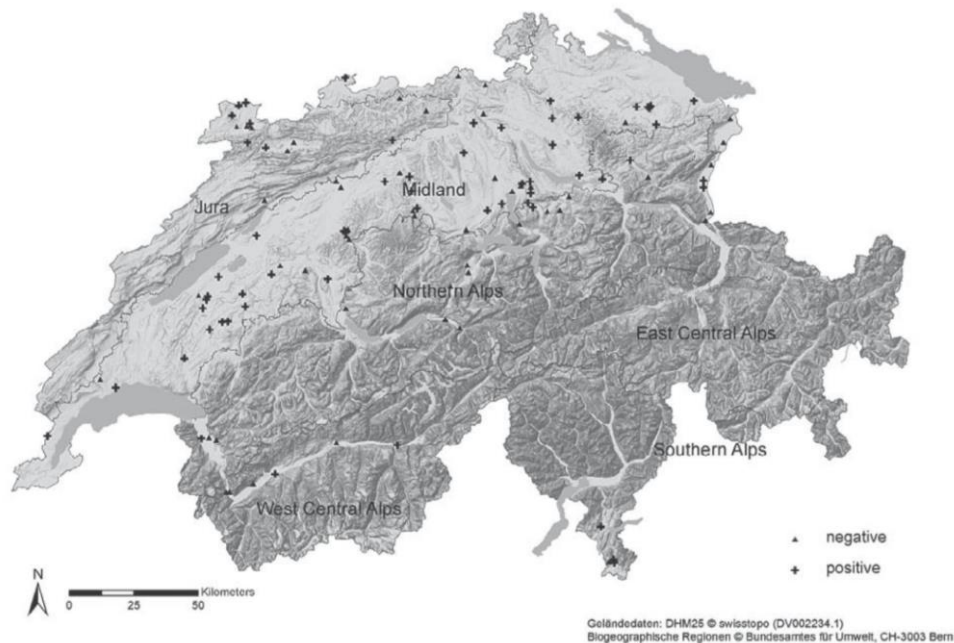 Jura
Midland
Northern Alps
East Central Alps
Southern Alps
West Central Alps
negative
positive
N
Kilometers
0 25 50
Geländedaten: DHM25 © swisstopo (DV002234.1)
Biogeographische Regionen © Bundesamtes für Umwelt, CH-3003 Bern